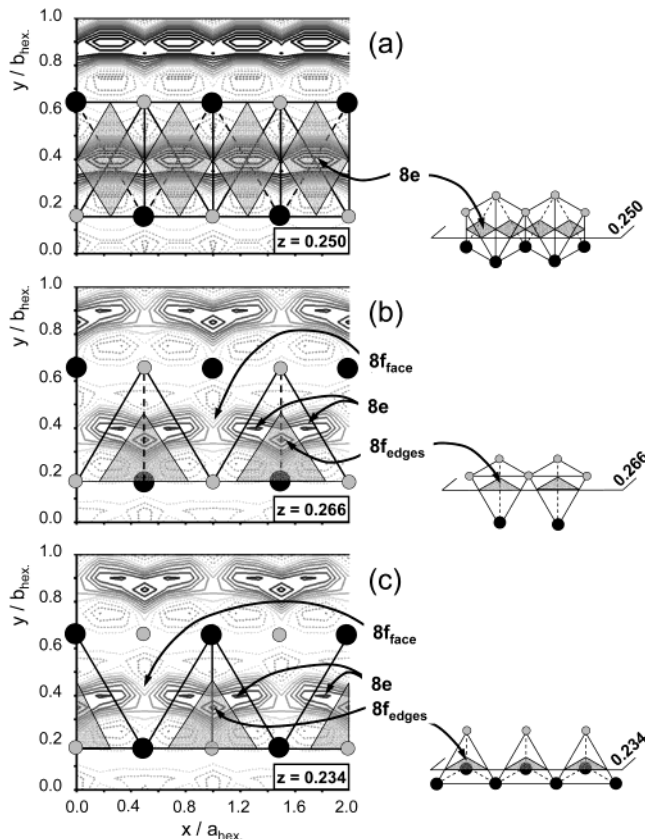 (a)
y / b_hex.
1.0
0.8
0.6
0.4
0.2
0.0
z = 0.250
8e
0.250
(b)
y / b_hex.
1.0
0.8
0.6
0.4
0.2
0.0
z = 0.266
8f_face
8e
8f_edges
0.266
(c)
y / b_hex.
1.0
0.8
0.6
0.4
0.2
0.0
z = 0.234
8f_face
8e
8f_edges
0.234
0.0 0.4 0.8 1.2 1.6 2.0
x / a_hex.